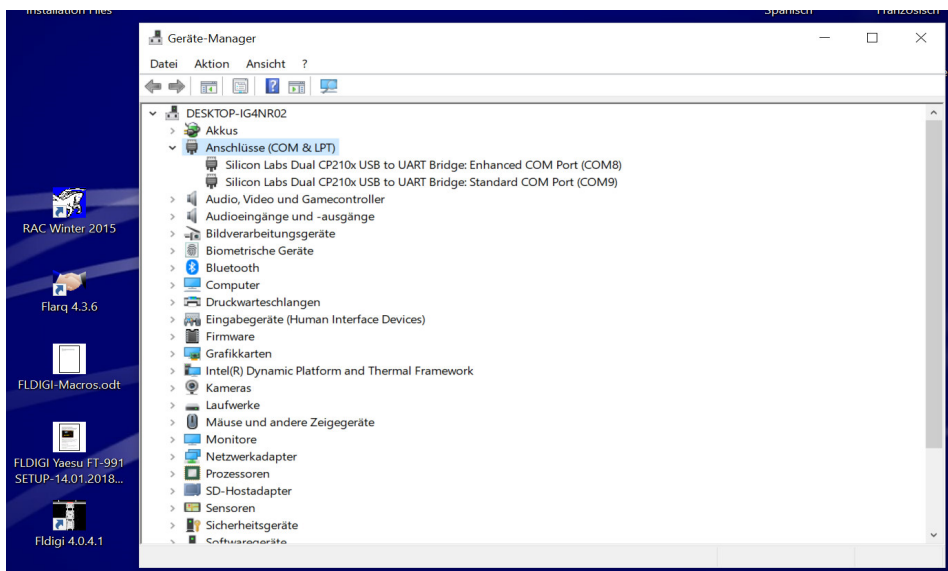 Installation Files
Spanisch
Französisch
Geräte-Manager
Datei Aktion Ansicht ?
DESKTOP-IG4NR02
Akkus
Anschlüsse (COM & LPT)
Silicon Labs Dual CP210x USB to UART Bridge: Enhanced COM Port (COM8)
Silicon Labs Dual CP210x USB to UART Bridge: Standard COM Port (COM9)
Audio, Video und Gamecontroller
Audioeingänge und -ausgänge
Bildverarbeitungsgeräte
Biometrische Geräte
Bluetooth
Computer
Druckwarteschlangen
Eingabegeräte (Human Interface Devices)
Firmware
Grafikkarten
Intel(R) Dynamic Platform and Thermal Framework
Kameras
Laufwerke
Mäuse und andere Zeigegeräte
Monitore
Netzwerkadapter
Prozessoren
SD-Hostadapter
Sensoren
Sicherheitsgeräte
Softwaregeräte
RAC Winter 2015
Flarq 4.3.6
FLDIGI-Macros.odt
FLDIGI Yaesu FT-991
SETUP-14.01.2018...
Fldigi 4.0.4.1